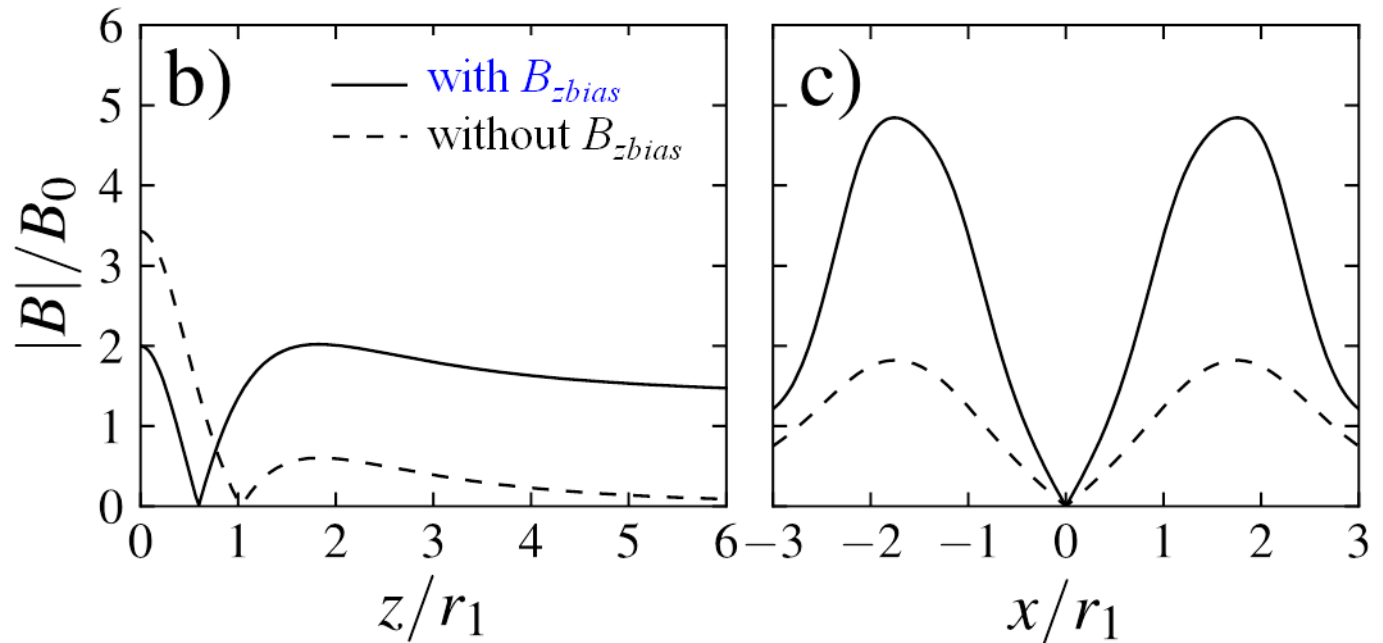 6
5
4
3
2
1
0
|B|/B₀
b)
with B_zbias
without B_zbias
0 1 2 3 4 5 6
z/r₁
c)
−3 −2 −1 0 1 2 3
x/r₁